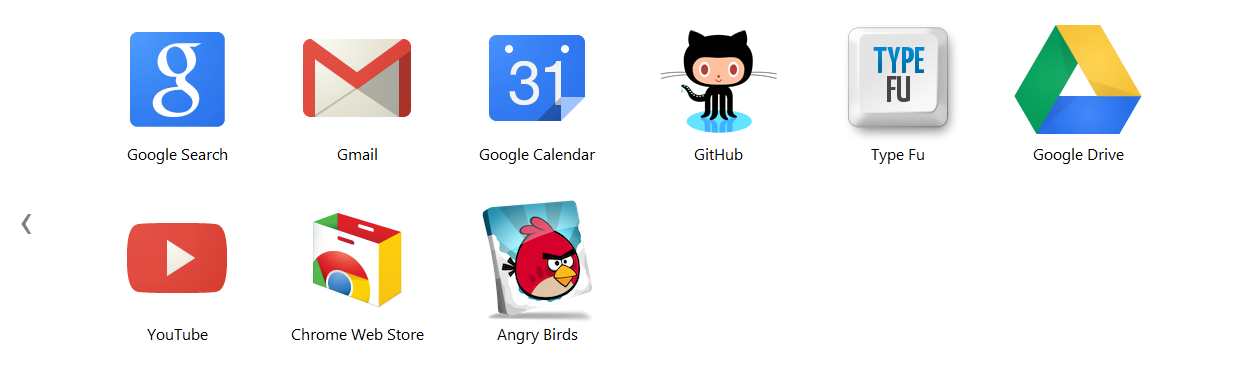 g
31
TYPE
FU
Google Search
Gmail
Google Calendar
GitHub
Type Fu
Google Drive
YouTube
Chrome Web Store
Angry Birds